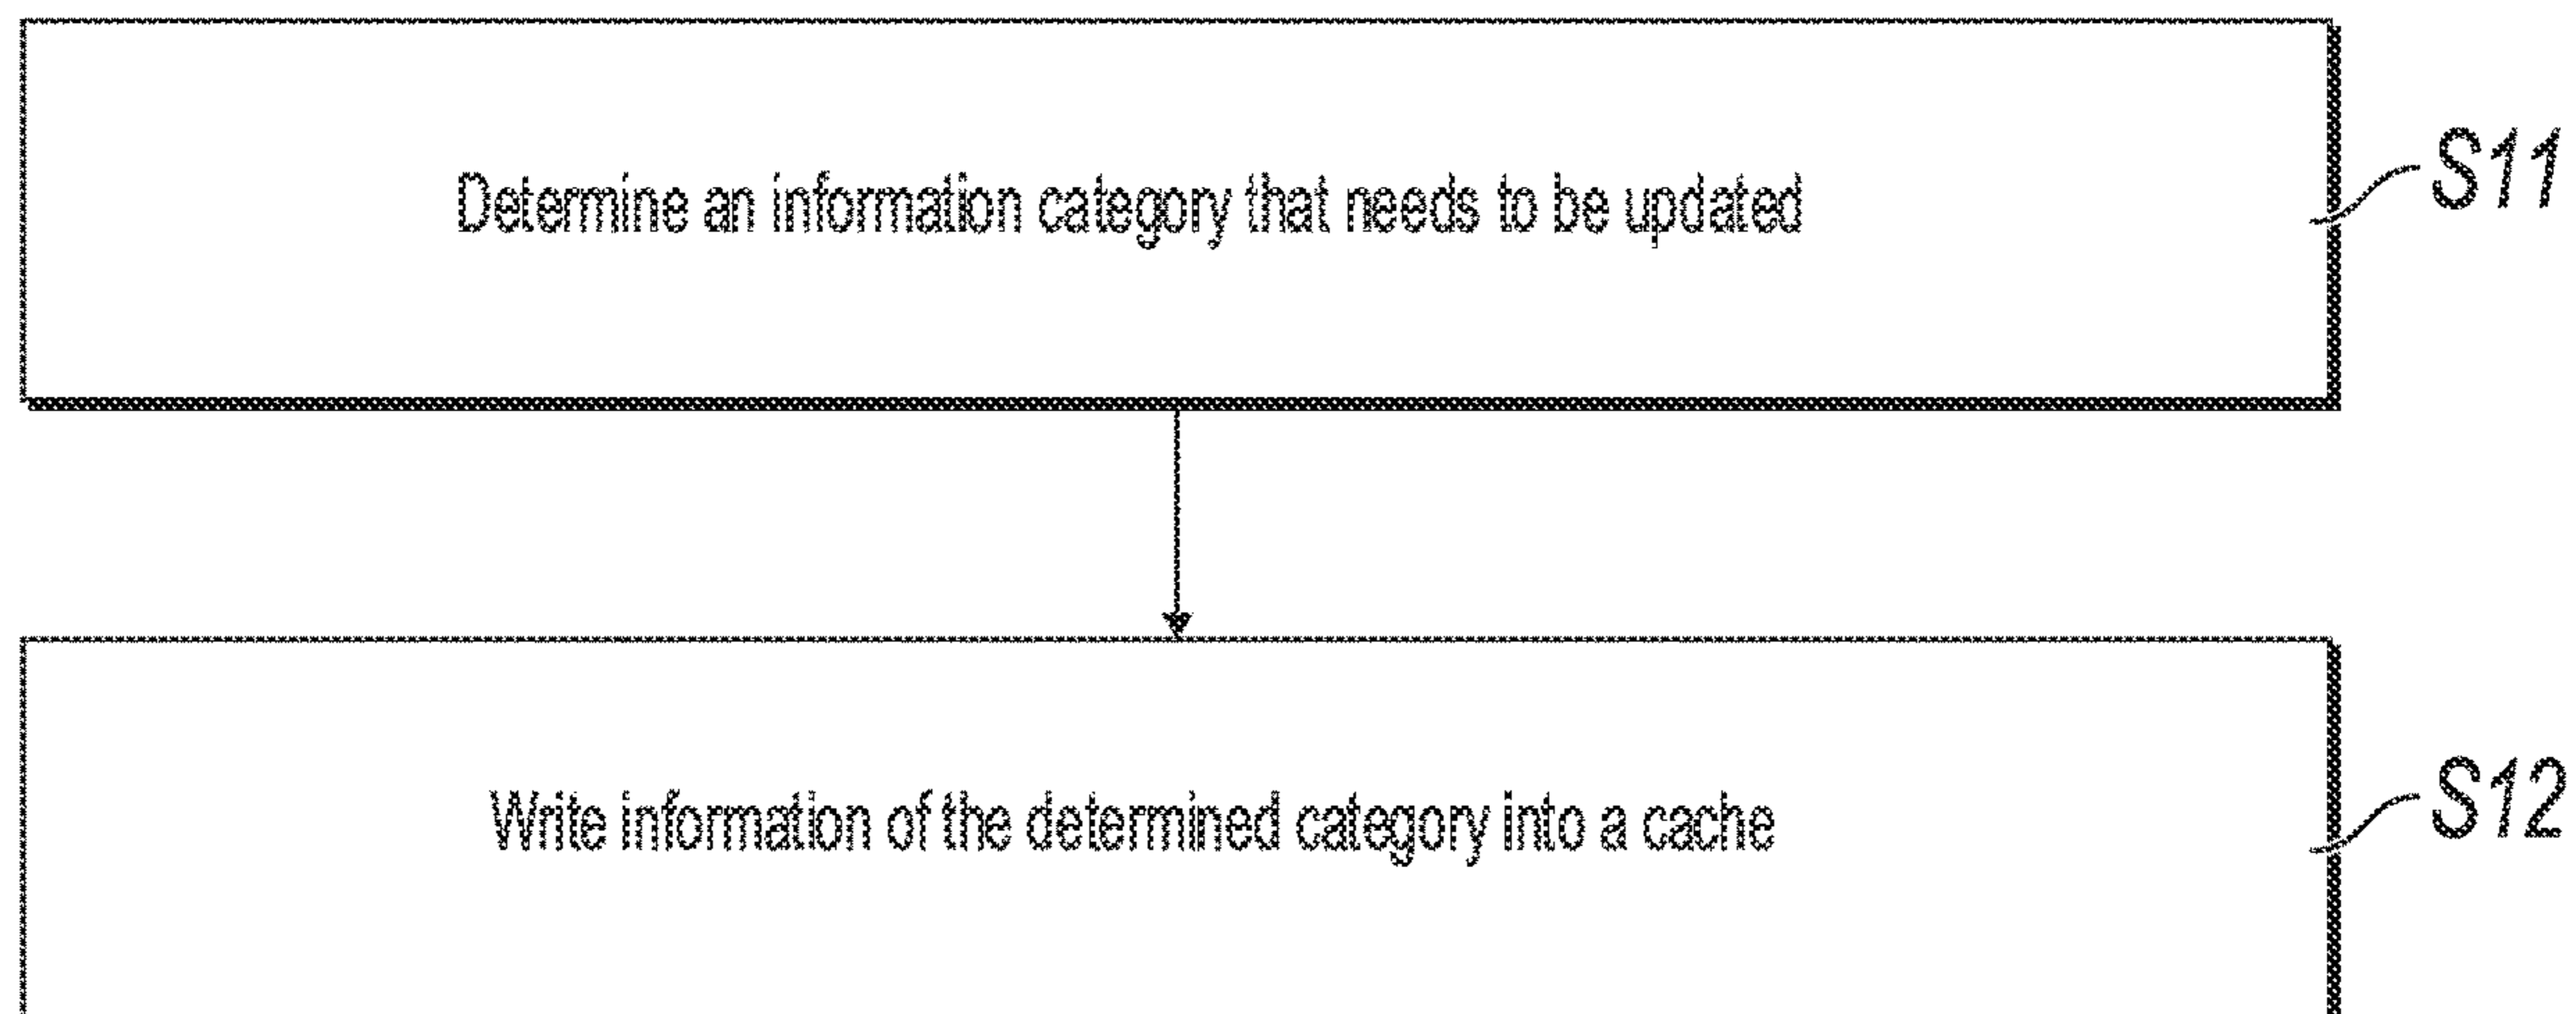 Determine an information category that needs to be updated
S11
Write information of the determined category into a cache
S12